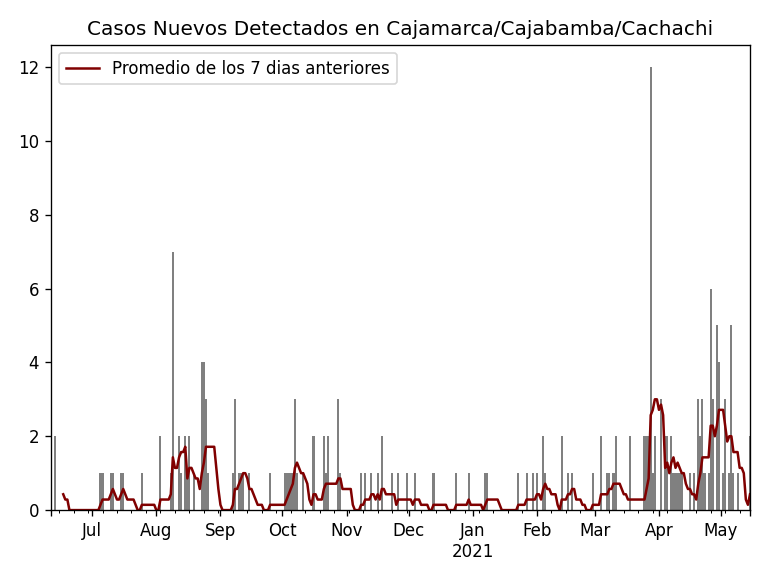 Casos Nuevos Detectados en Cajamarca/Cajabamba/Cachachi
Promedio de los 7 dias anteriores
12
10
8
6
4
2
0
Jul Aug Sep Oct Nov Dec Jan Feb Mar Apr May
2021